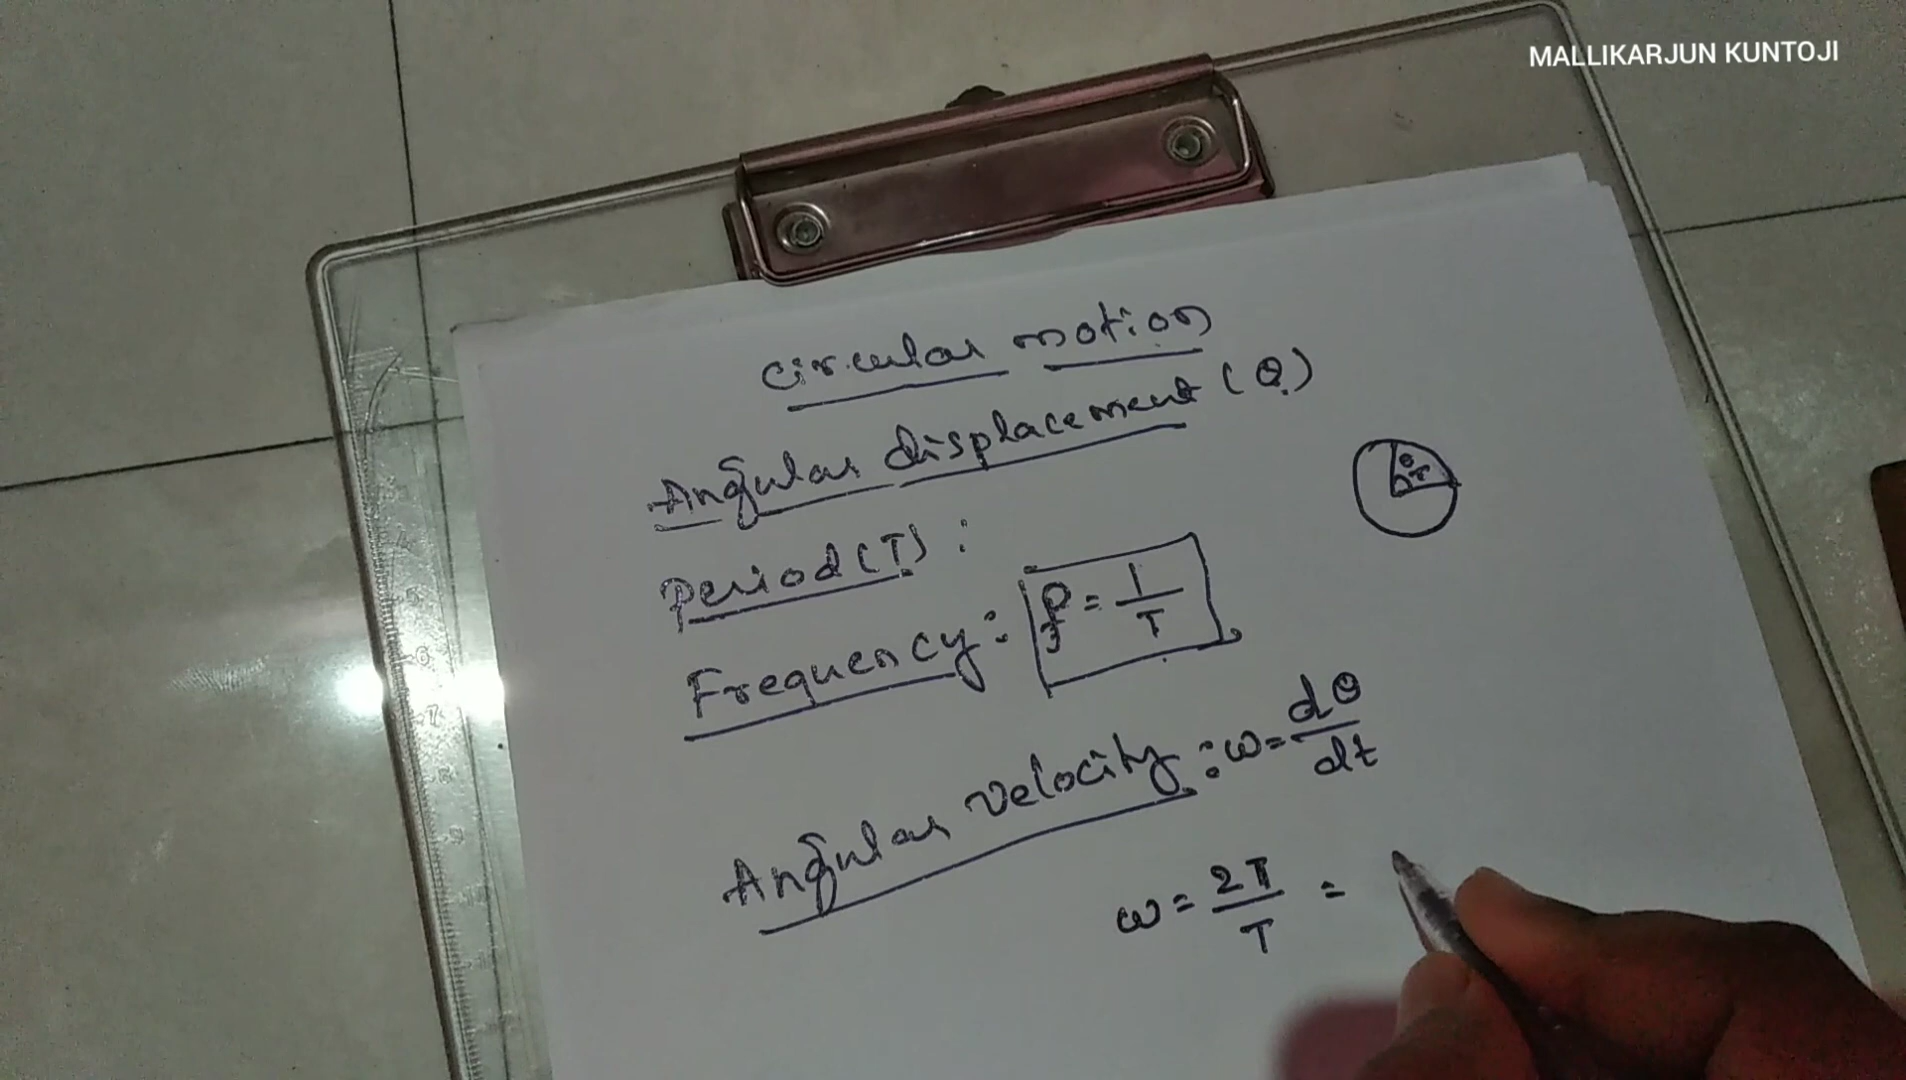 MALLIKARJUN KUNTOJI
Circular motion
Angular displacement (θ)
θ r
Period (T) :
Frequency : f = 1/T
Angular velocity : ω = dθ/dt
ω = 2π/T =